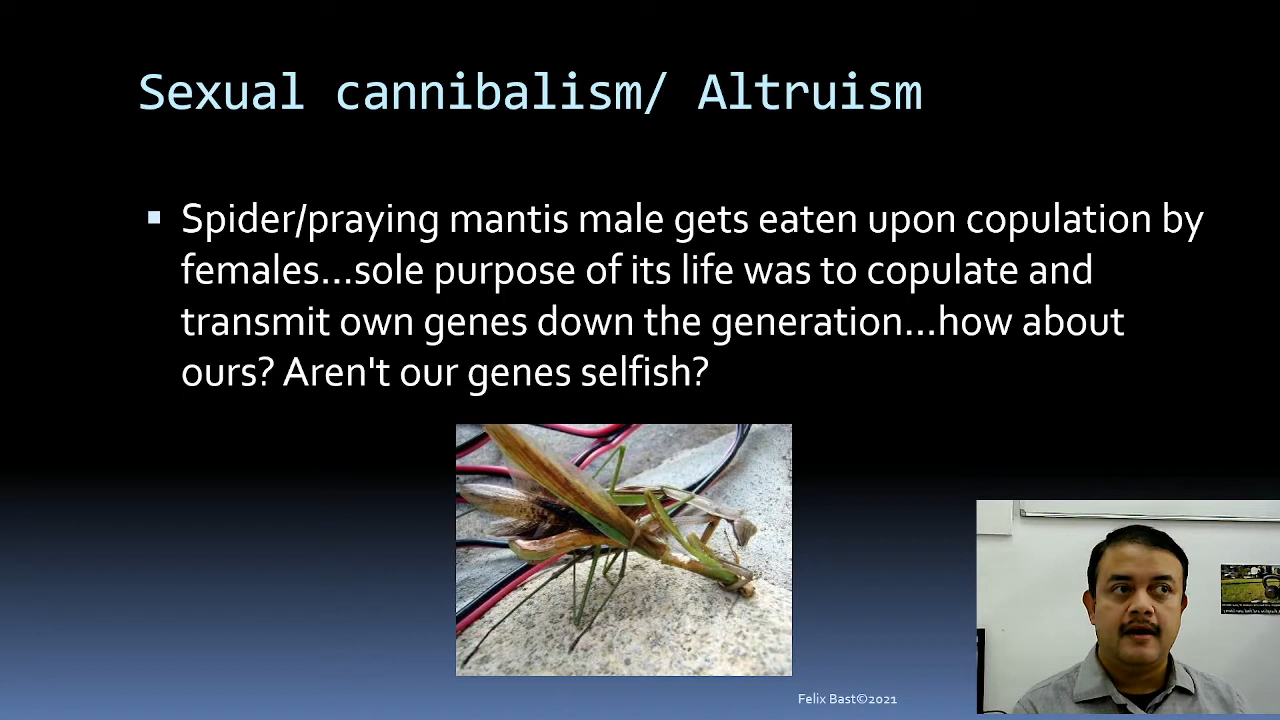 Sexual cannibalism/ Altruism
Spider/praying mantis male gets eaten upon copulation by
females...sole purpose of its life was to copulate and
transmit own genes down the generation...how about
ours? Aren't our genes selfish?
Felix Bast©2021